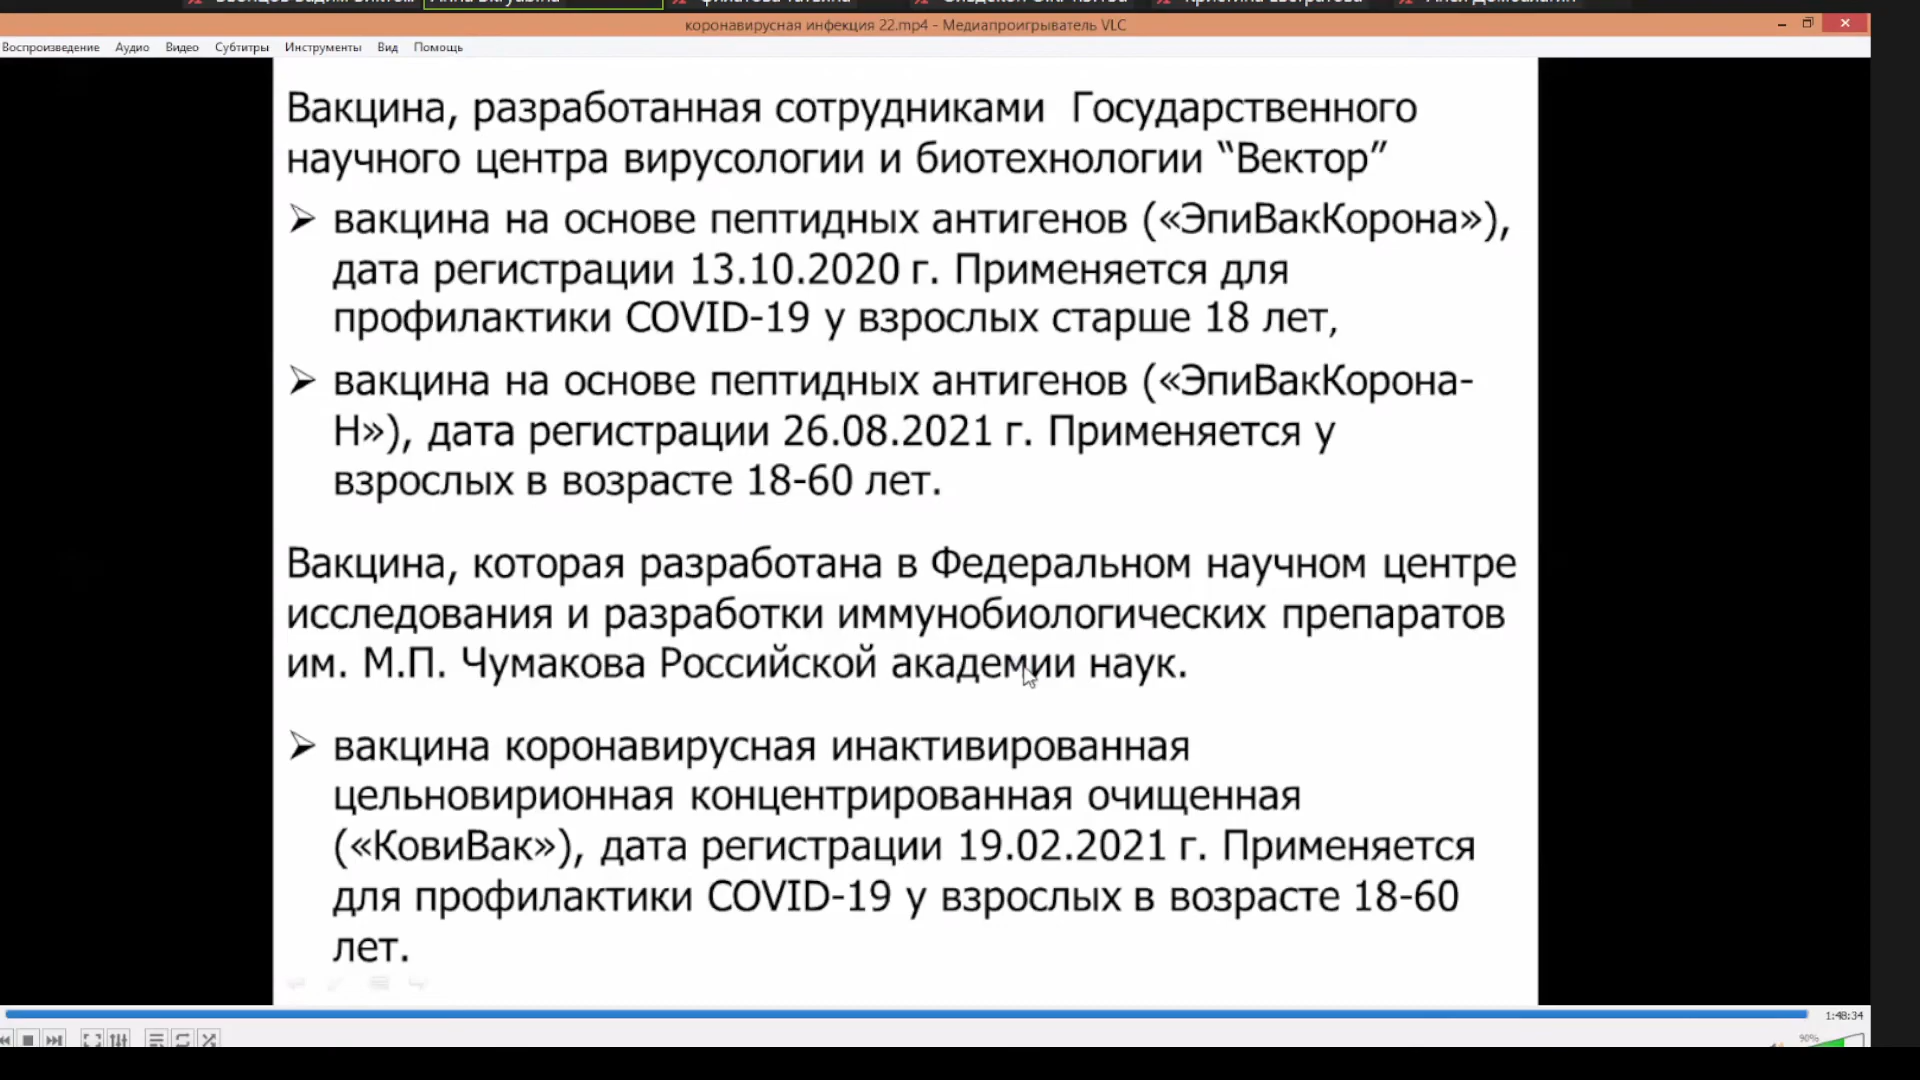 коронавирусная инфекция 22.mp4 - Медиапроигрыватель VLC
Воспроизведение Аудио Видео Субтитры Инструменты Вид Помощь
Вакцина, разработанная сотрудниками Государственного
научного центра вирусологии и биотехнологии “Вектор”
➢ вакцина на основе пептидных антигенов («ЭпиВакКорона»),
дата регистрации 13.10.2020 г. Применяется для
профилактики COVID-19 у взрослых старше 18 лет,
➢ вакцина на основе пептидных антигенов («ЭпиВакКорона-
Н»), дата регистрации 26.08.2021 г. Применяется у
взрослых в возрасте 18-60 лет.
Вакцина, которая разработана в Федеральном научном центре
исследования и разработки иммунобиологических препаратов
им. М.П. Чумакова Российской академии наук.
➢ вакцина коронавирусная инактивированная
цельновирионная концентрированная очищенная
(«КовиВак»), дата регистрации 19.02.2021 г. Применяется
для профилактики COVID-19 у взрослых в возрасте 18-60
лет.
1:48:34
90%